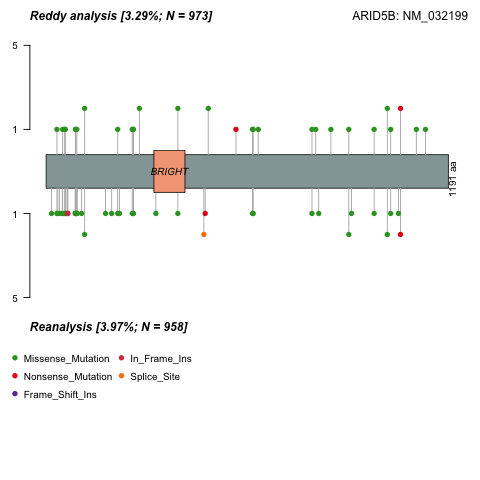 Reddy analysis [3.29%; N = 973]
ARID5B: NM_032199
5
1
BRIGHT
1191 aa
1
5
Reanalysis [3.97%; N = 958]
Missense_Mutation
In_Frame_Ins
Nonsense_Mutation
Splice_Site
Frame_Shift_Ins